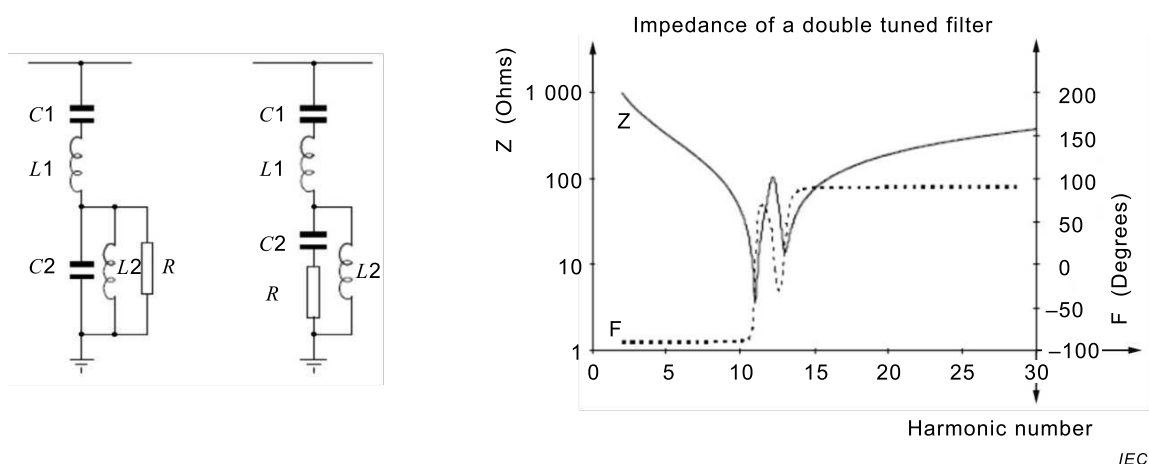 C1
L1
C2
L2
R
C1
L1
C2
R
L2
Impedance of a double tuned filter
Z (Ohms)
1 000
100
10
1
Z
F
200
150
100
50
0
–50
–100
F (Degrees)
0
5
10
15
20
25
30
Harmonic number
IEC